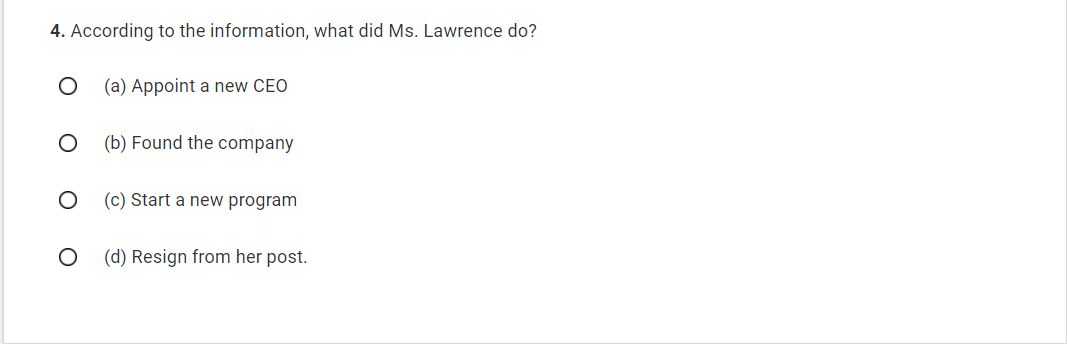 4. According to the information, what did Ms. Lawrence do?
(a) Appoint a new CEO
(b) Found the company
(c) Start a new program
(d) Resign from her post.